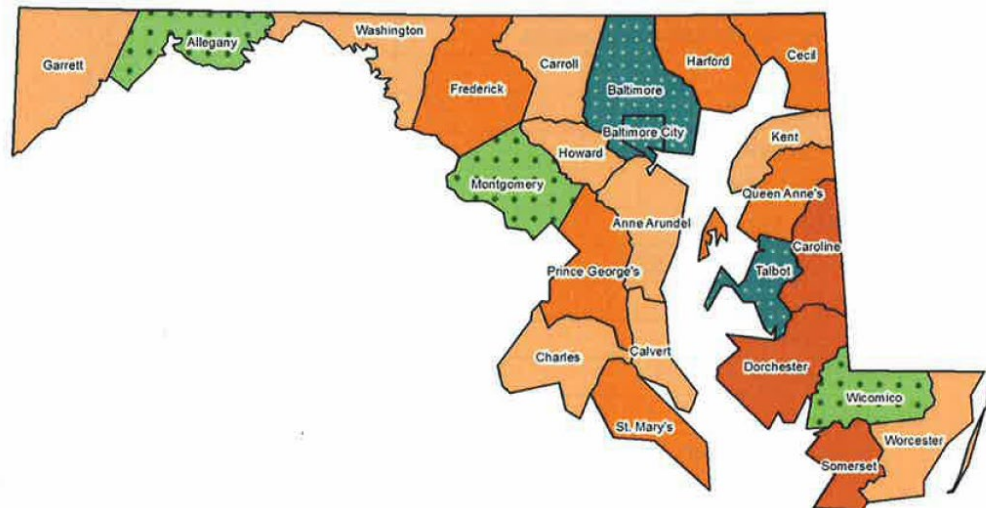 Garrett
Allegany
Washington
Frederick
Carroll
Baltimore
Harford
Cecil
Baltimore City
Howard
Kent
Montgomery
Queen Anne's
Anne Arundel
Caroline
Talbot
Prince George's
Charles
Calvert
Dorchester
Wicomico
St. Mary's
Worcester
Somerset